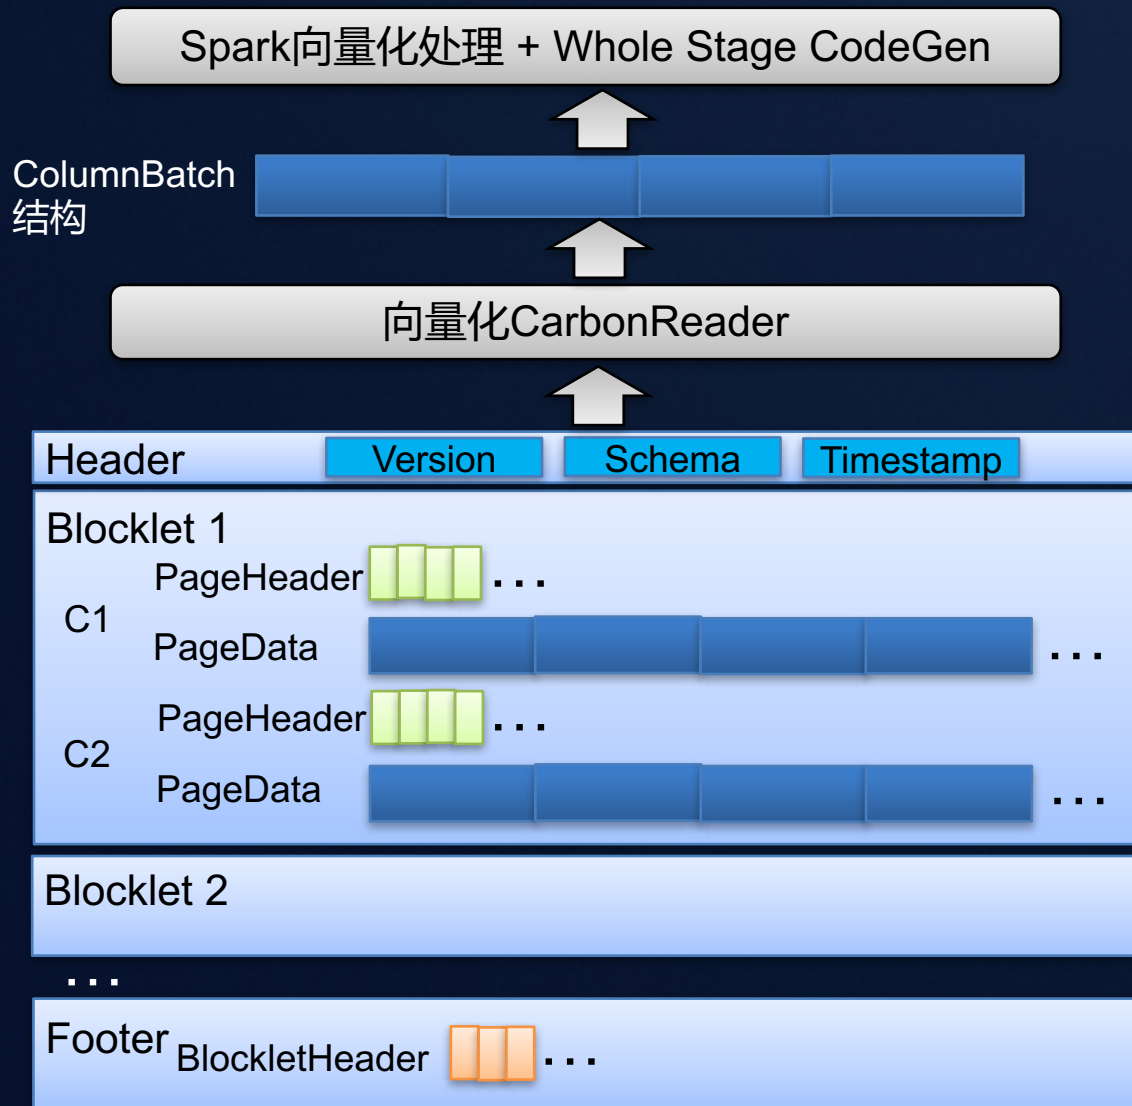 Spark向量化处理 + Whole Stage CodeGen
ColumnBatch
结构
向量化CarbonReader
Header Version Schema Timestamp
Blocklet 1
PageHeader ...
C1
PageData ...
PageHeader ...
C2
PageData ...
Blocklet 2
...
Footer BlockletHeader ...